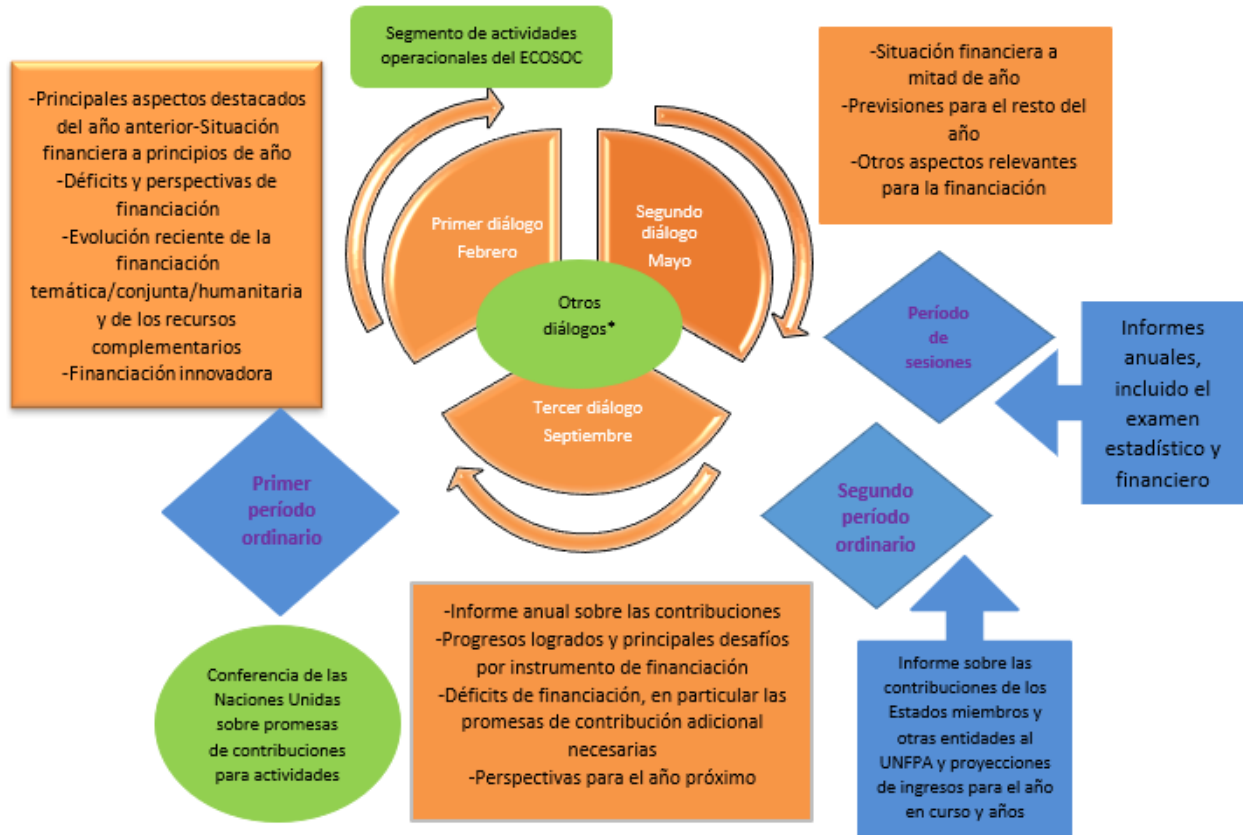 Segmento de actividades
operacionales del ECOSOC
-Principales aspectos destacados
del año anterior-Situación
financiera a principios de año
-Déficits y perspectivas de
financiación
-Evolución reciente de la
financiación
temática/conjunta/humanitaria
y de los recursos
complementarios
-Financiación innovadora
-Situación financiera a
mitad de año
-Previsiones para el resto del
año
-Otros aspectos relevantes
para la financiación
Primer diálogo
Febrero
Segundo
diálogo
Mayo
Otros
diálogos*
Tercer diálogo
Septiembre
Período
de
sesiones
Informes
anuales,
incluido el
examen
estadístico y
financiero
Primer
período
ordinario
Segundo
período
ordinario
Conferencia de las
Naciones Unidas
sobre promesas
de contribuciones
para actividades
-Informe anual sobre las contribuciones
-Progresos logrados y principales desafíos
por instrumento de financiación
-Déficits de financiación, en particular las
promesas de contribución adicional
necesarias
-Perspectivas para el año próximo
Informe sobre las
contribuciones de los
Estados miembros y
otras entidades al
UNFPA y proyecciones
de ingresos para el año
en curso y años